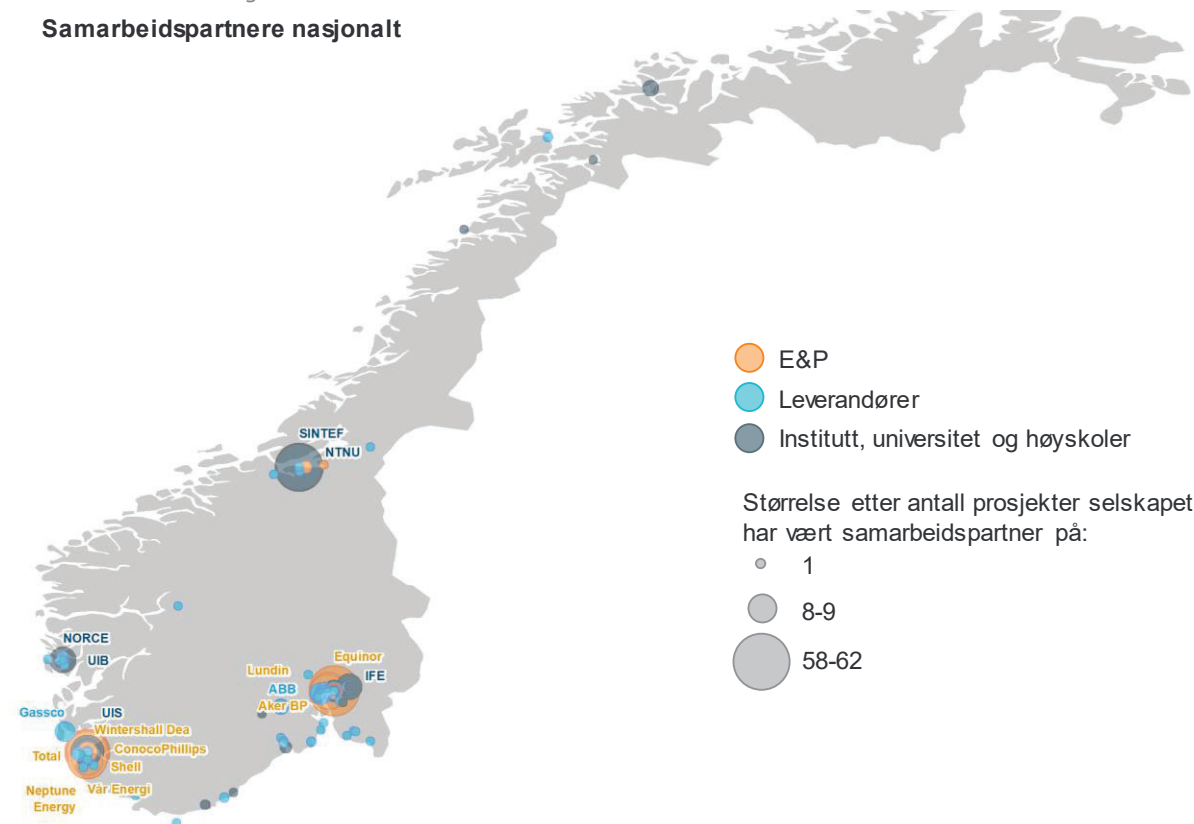 Samarbeidspartnere nasjonalt
E&P
Leverandører
Institutt, universitet og høyskoler
Størrelse etter antall prosjekter selskapet
har vært samarbeidspartner på:
1
8-9
58-62
SINTEF
NTNU
NORCE
UIB
Equinor
Lundin
IFE
ABB
Aker BP
Gassco
UIS
Wintershall Dea
ConocoPhillips
Total
Shell
Neptune
Energy
Vår Energi